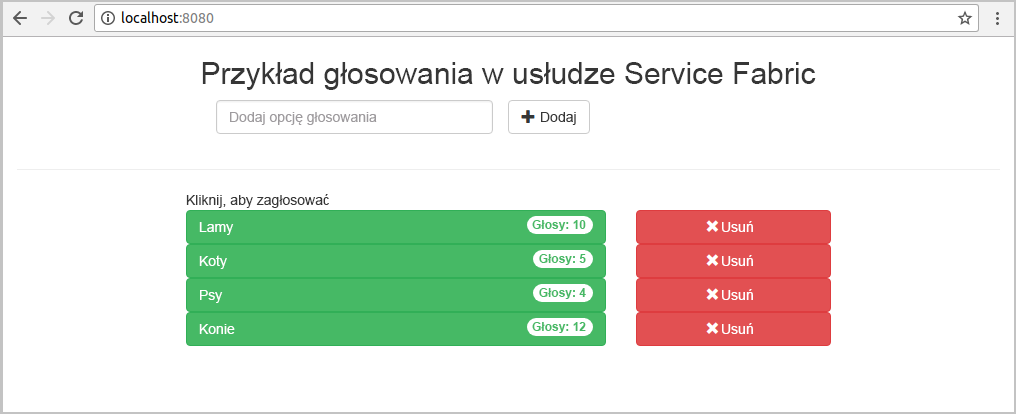 localhost:8080
Przykład głosowania w usłudze Service Fabric
Dodaj opcję głosowania
Dodaj
Kliknij, aby zagłosować
Lamy Głosy: 10 Usuń
Koty Głosy: 5 Usuń
Psy Głosy: 4 Usuń
Konie Głosy: 12 Usuń